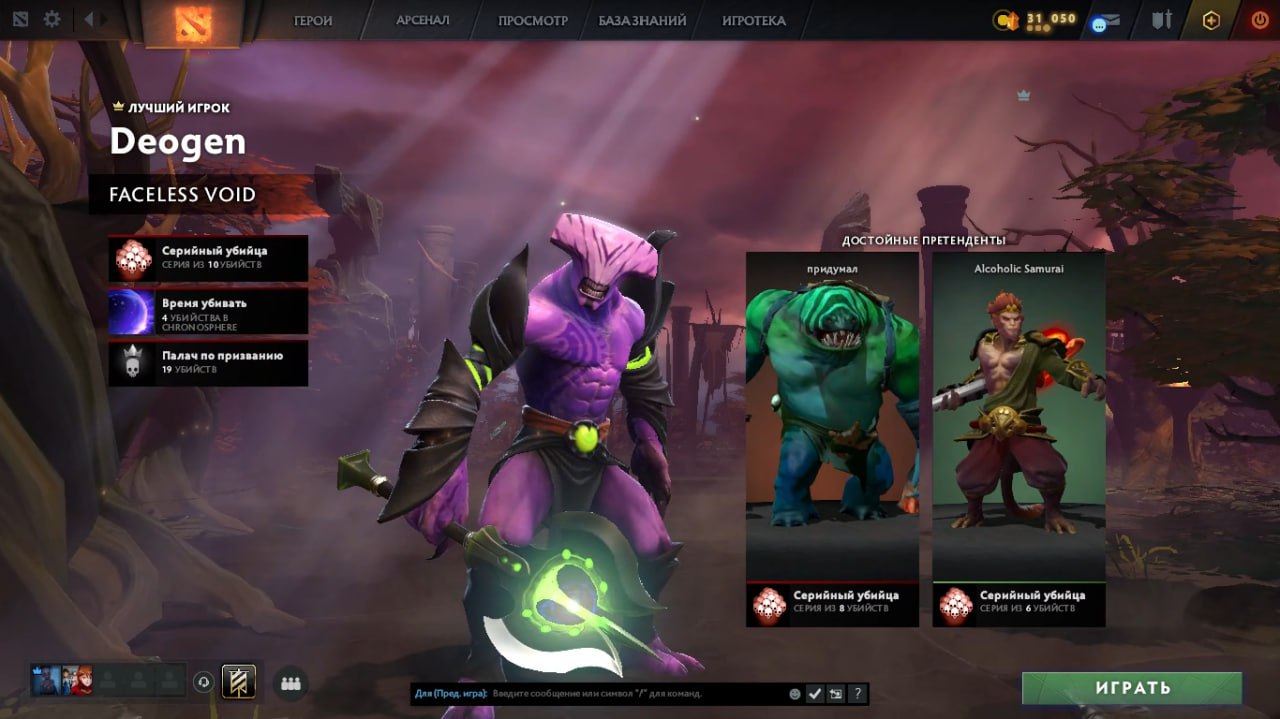 ГЕРОИ
АРСЕНАЛ
ПРОСМОТР
БАЗА ЗНАНИЙ
ИГРОТЕКА
31 050
ЛУЧШИЙ ИГРОК
Deogen
FACELESS VOID
Серийный убийца
СЕРИЯ ИЗ 10 УБИЙСТВ
Время убивать
4 УБИЙСТВА В
CHRONOSPHERE
Палач по призванию
19 УБИЙСТВ
ДОСТОЙНЫЕ ПРЕТЕНДЕНТЫ
придумал
Alcoholic Samurai
Серийный убийца
СЕРИЯ ИЗ 8 УБИЙСТВ
Серийный убийца
СЕРИЯ ИЗ 6 УБИЙСТВ
Для (Пред. игра): Введите сообщение или символ "/" для команд.
?
ИГРАТЬ